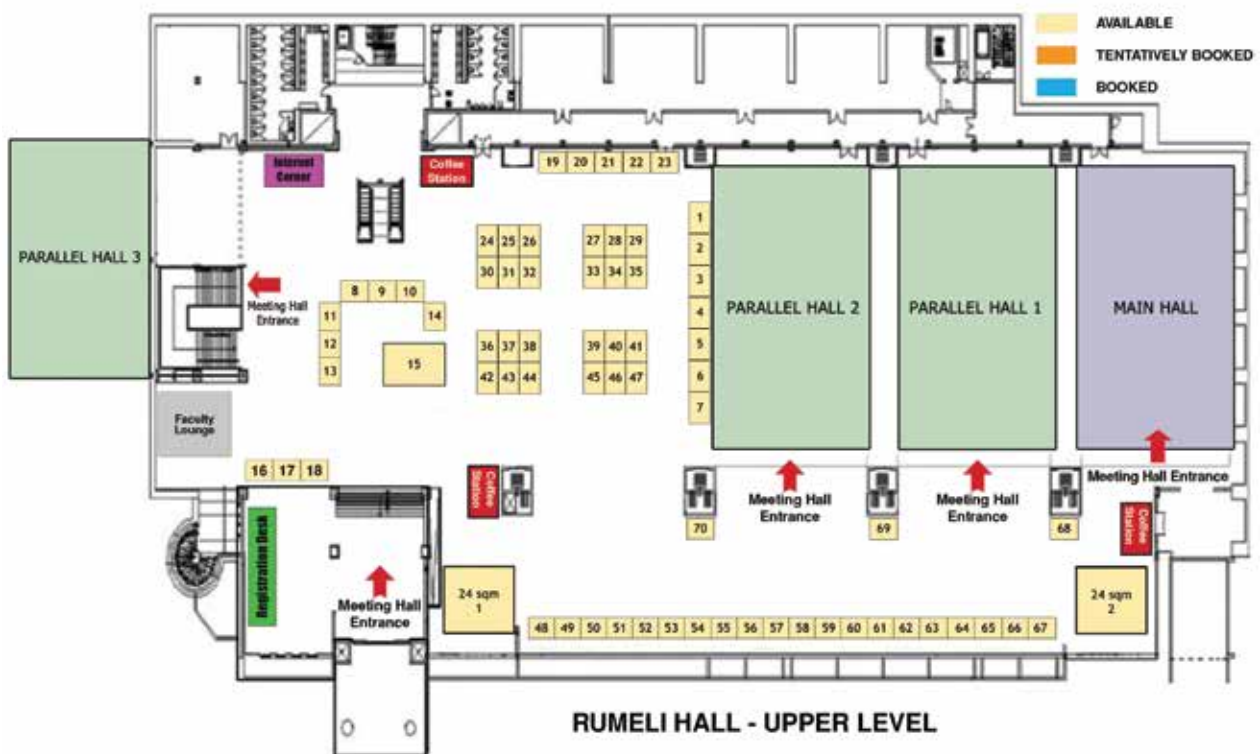 AVAILABLE
TENTATIVELY BOOKED
BOOKED
Internet
Corner
Coffee
Station
19 20 21 22 23
PARALLEL HALL 3
Meeting Hall
Entrance
24 25 26
30 31 32
27 28 29
33 34 35
1
2
3
4
5
6
7
PARALLEL HALL 2
PARALLEL HALL 1
MAIN HALL
8 9 10
11
12
13
14
15
36 37 38
42 43 44
39 40 41
45 46 47
Faculty
Lounge
16 17 18
Coffee
Station
Meeting Hall
Entrance
Meeting Hall
Entrance
Meeting Hall Entrance
70
69
68
Coffee
Station
Registration Desk
Meeting Hall
Entrance
24 sqm
1
24 sqm
2
48 49 50 51 52 53 54 55 56 57 58 59 60 61 62 63 64 65 66 67
RUMELI HALL - UPPER LEVEL